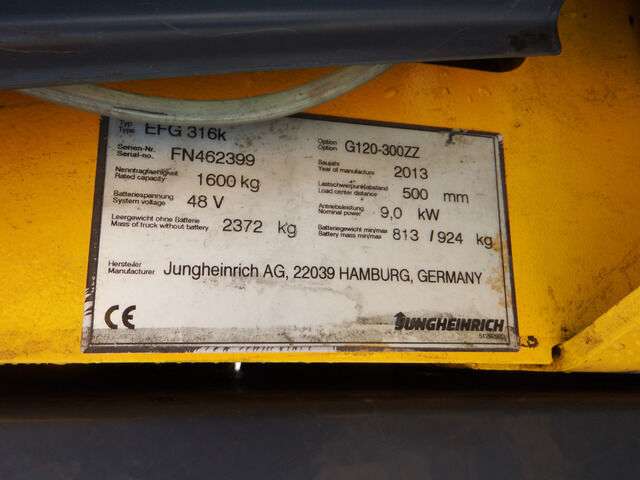 Typ
Type EFG 316k
Option
Option G120-300ZZ
Serien-Nr.
Serial-no. FN462399
Baujahr
Year of manufacture 2013
Nenntragfaehigkeit
Rated capacity 1600 kg
Lastschwerpunktabstand
Load center distance 500 mm
Batteriespannung
System voltage 48 V
Antriebsleistung
Nominal power 9,0 kW
Leergewicht ohne Batterie
Mass of truck without battery 2372 kg
Batteriegewicht min/max
Battery mass min/max 813 / 924 kg
Hersteller
Manufacturer Jungheinrich AG, 22039 HAMBURG, GERMANY
CE
JUNGHEINRICH